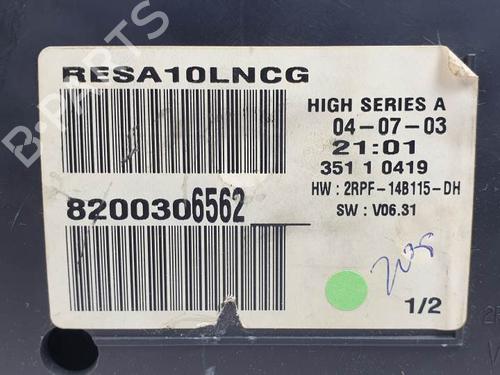 RESA10LNCG
HIGH SERIES A
04-07-03
21:01
351 1 0419
HW : 2RPF-14B115-DH
SW : V06.31
8200306562
1/2
B-PARTS